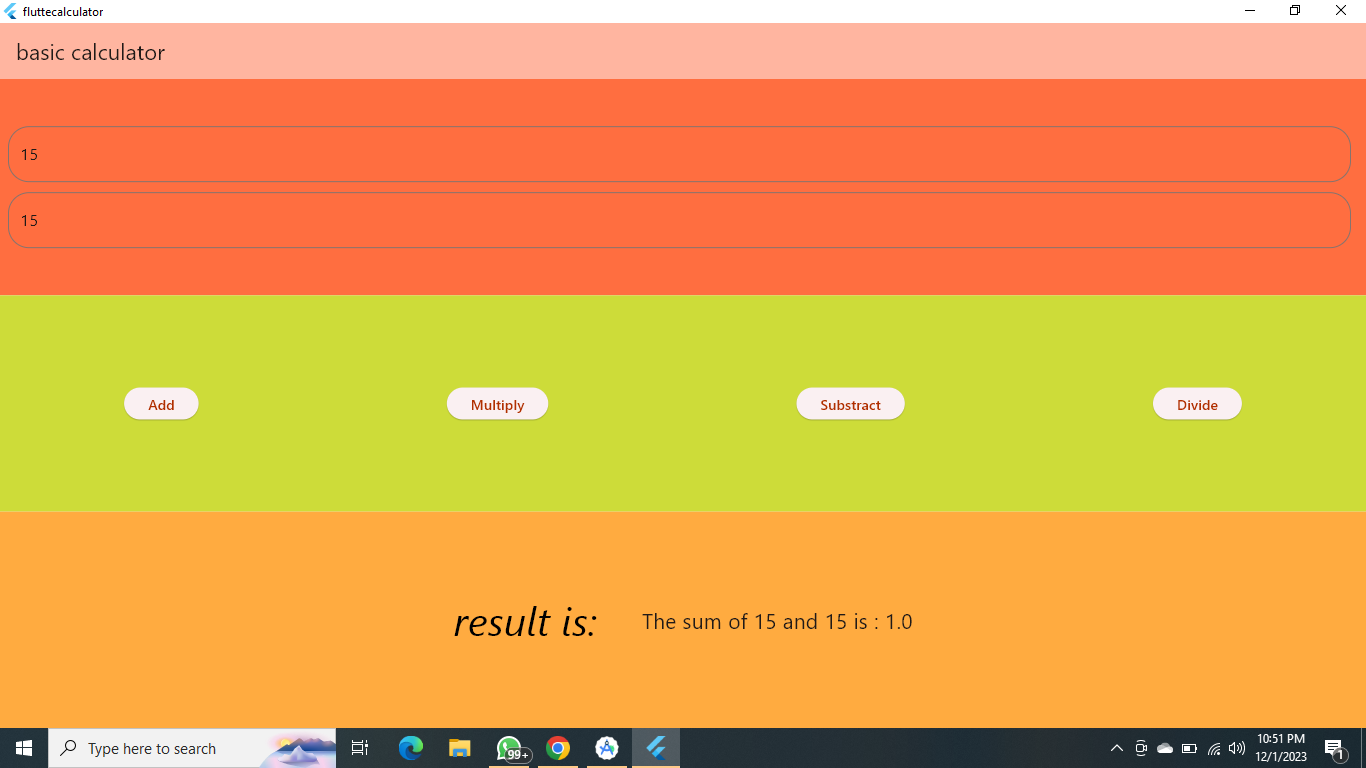 fluttecalculator
basic calculator
15
15
Add Multiply Substract Divide
result is: The sum of 15 and 15 is : 1.0
Type here to search
99+
10:51 PM
12/1/2023
1